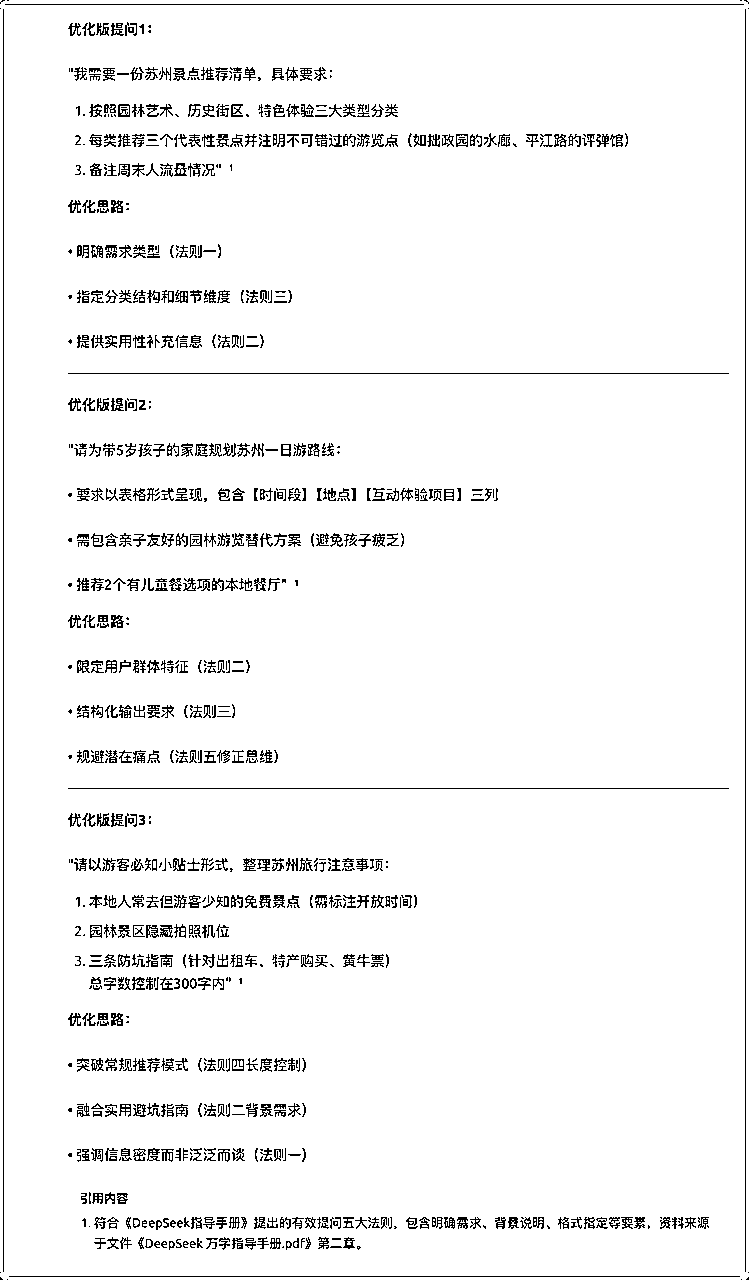 优化版提问1：
"我需要一份苏州景点推荐清单，具体要求：
1. 按照园林艺术、历史街区、特色体验三大类型分类
2. 每类推荐三个代表性景点并注明不可错过的游览点（如拙政园的水廊、平江路的评弹馆）
3. 备注周末人流量情况" ¹
优化思路：
• 明确需求类型（法则一）
• 指定分类结构和细节维度（法则三）
• 提供实用性补充信息（法则二）
优化版提问2：
"请为带5岁孩子的家庭规划苏州一日游路线：
• 要求以表格形式呈现，包含【时间段】【地点】【互动体验项目】三列
• 需包含亲子友好的园林游览替代方案（避免孩子疲乏）
• 推荐2个有儿童餐选项的本地餐厅" ¹
优化思路：
• 限定用户群体特征（法则二）
• 结构化输出要求（法则三）
• 规避潜在痛点（法则五修正思维）
优化版提问3：
"请以游客必知小贴士形式，整理苏州旅行注意事项：
1. 本地人常去但游客少知的免费景点（需标注开放时间）
2. 园林景区隐藏拍照机位
3. 三条防坑指南（针对出租车、特产购买、黄牛票）
总字数控制在300字内" ¹
优化思路：
• 突破常规推荐模式（法则四长度控制）
• 融合实用避坑指南（法则二背景需求）
• 强调信息密度而非泛泛而谈（法则一）
引用内容
1. 符合《DeepSeek指导手册》提出的有效提问五大法则，包含明确需求、背景说明、格式指定等要素，资料来源
于文件《DeepSeek 万学指导手册.pdf》第二章。